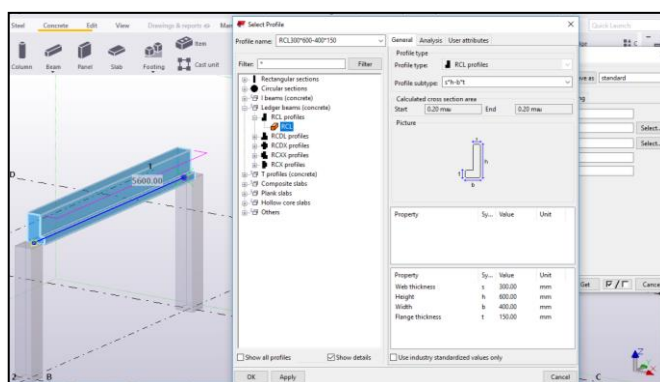 Steel Concrete Edit View Drawings & reports Quick Launch
Column Beam Panel Slab Footing Item
Cast unit
5600.00
D
2 B
C
Select Profile
Profile name: RCL300*600-400*150
Filter: * Filter
Rectangular sections
Circular sections
I beams (concrete)
Ledger beams (concrete)
RCL profiles
RCL
RCDL profiles
RCDX profiles
RCXX profiles
RCX profiles
T profiles (concrete)
Composite slabs
Plank slabs
Hollow core slabs
Others
Show all profiles Show details
OK Apply Cancel
General Analysis User attributes
Profile type
Profile type: RCL profiles
Profile subtype: s*h-b*t
Calculated cross section area
Start 0.20 End 0.20
Picture
s
h
t
b
Property Sy... Value Unit
Property Sy... Value Unit
Web thickness s 300.00 mm
Height h 600.00 mm
Width b 400.00 mm
Flange thickness t 150.00 mm
Use industry standardized values only
standard
Select...
Select...
Get
Z